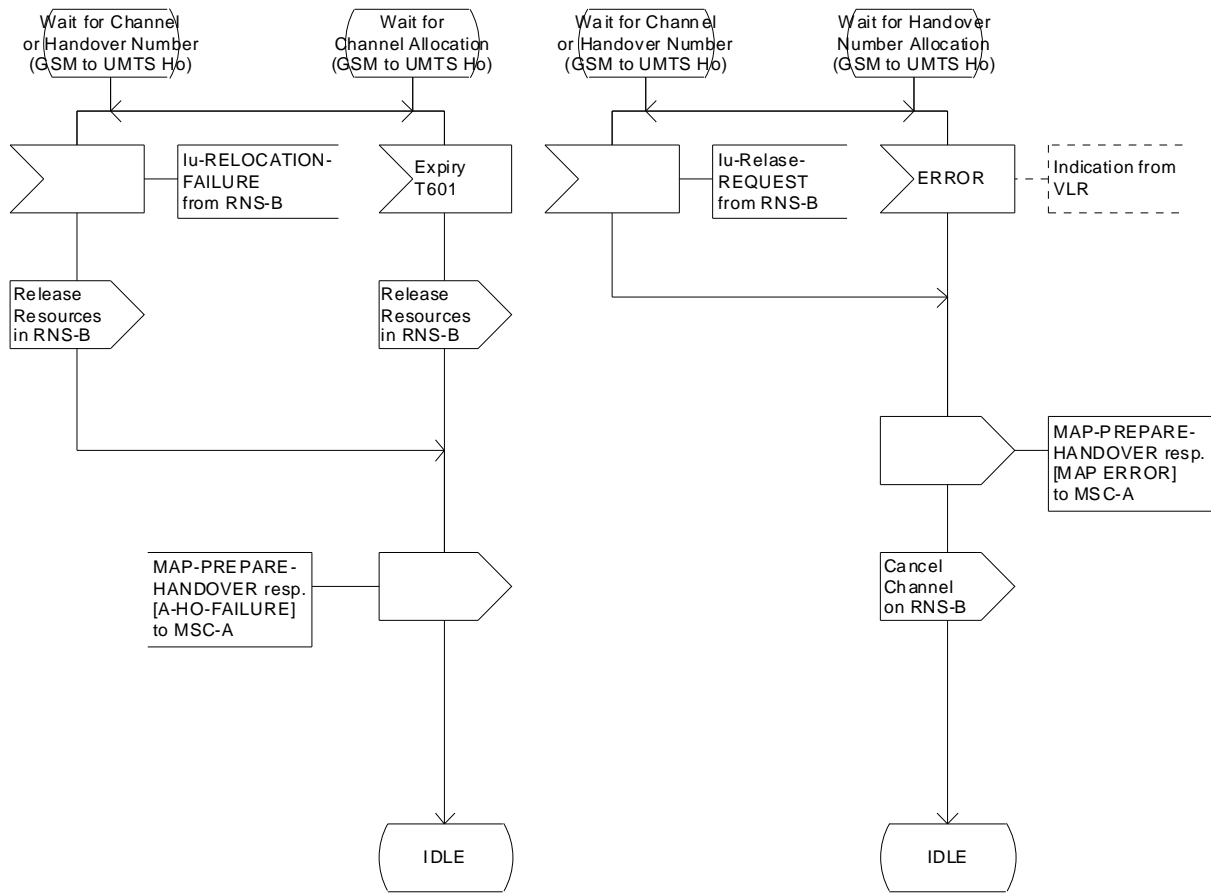 Wait for Channel
or Handover Number
(GSM to UMTS Ho)
Wait for
Channel Allocation
(GSM to UMTS Ho)
Wait for Channel
or Handover Number
(GSM to UMTS Ho)
Wait for Handover
Number Allocation
(GSM to UMTS Ho)
Iu-RELOCATION-
FAILURE
from RNS-B
Expiry
T601
Iu-Relase-
REQUEST
from RNS-B
ERROR
Indication from
VLR
Release
Resources
in RNS-B
Release
Resources
in RNS-B
MAP-PREPARE-
HANDOVER resp.
[MAP ERROR]
to MSC-A
MAP-PREPARE-
HANDOVER resp.
[A-HO-FAILURE]
to MSC-A
Cancel
Channel
on RNS-B
IDLE
IDLE